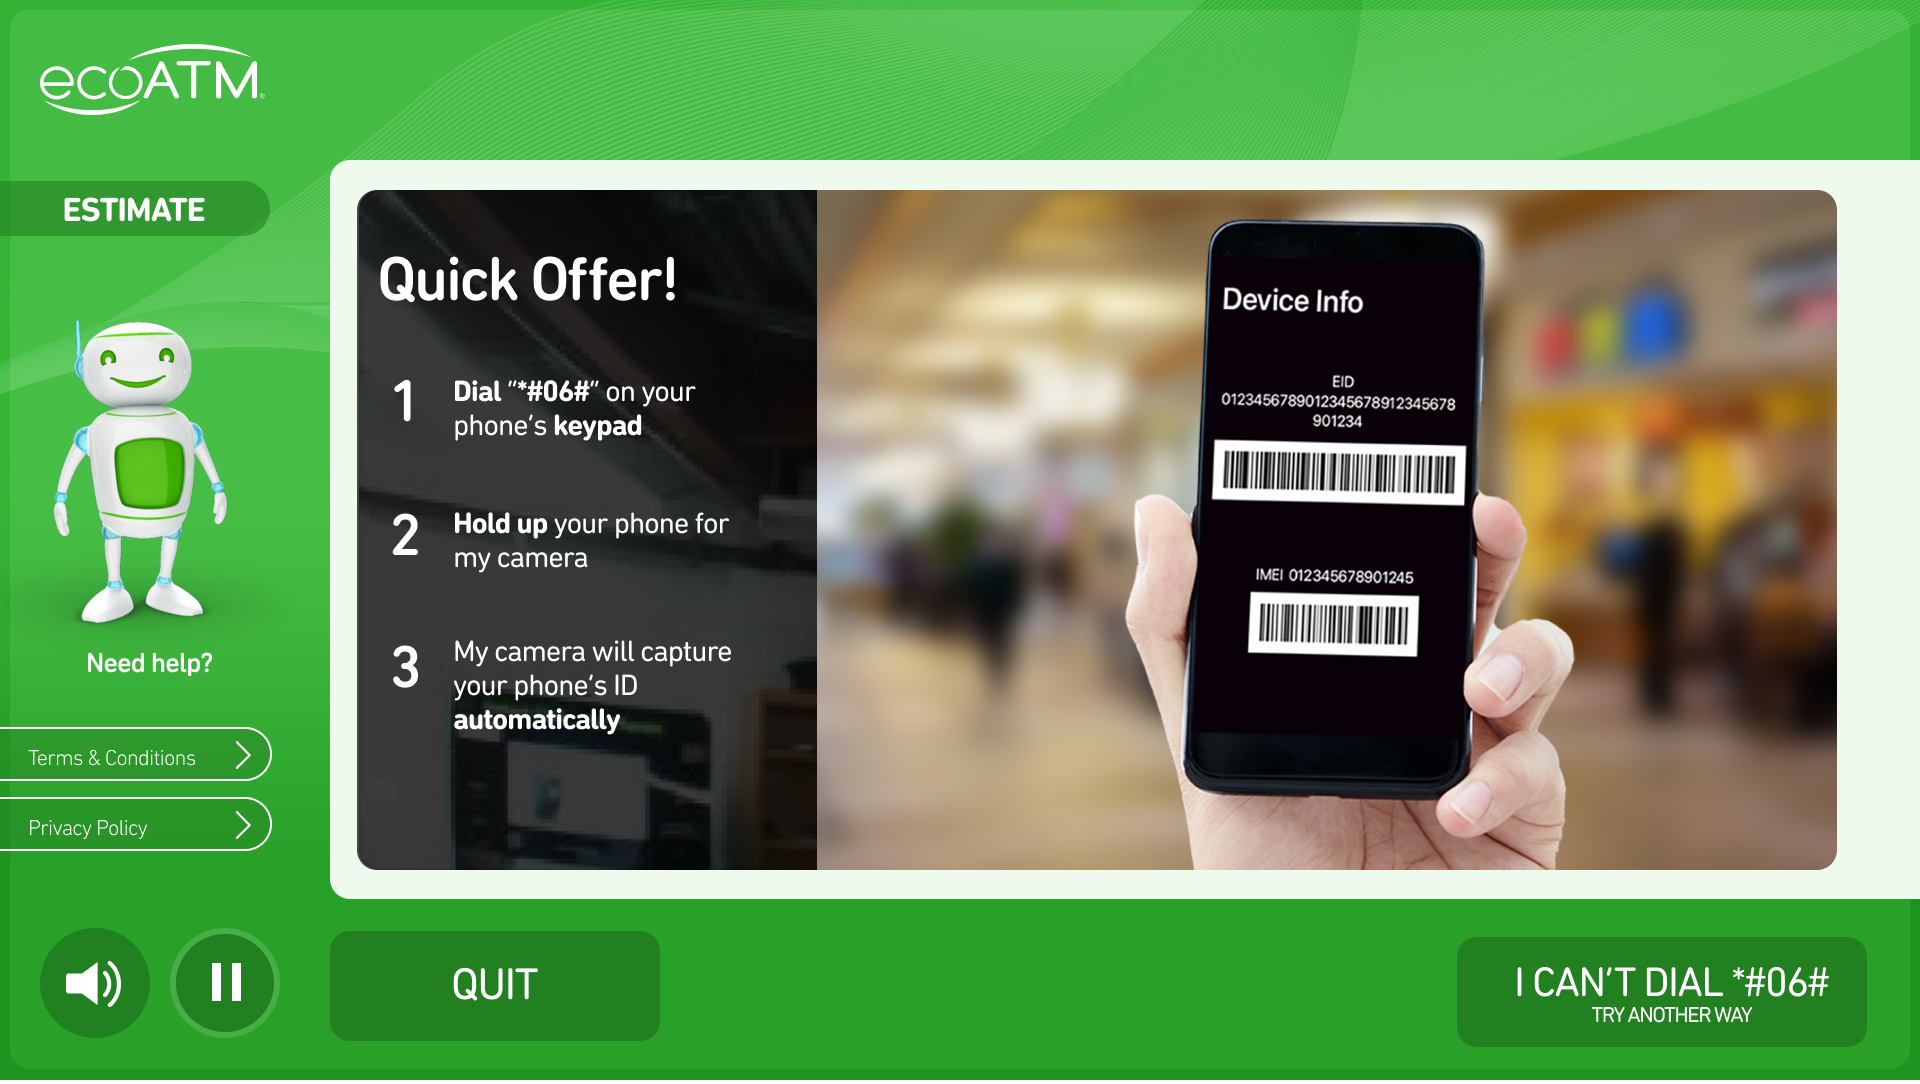 ecoATM®
ESTIMATE
Need help?
Terms & Conditions
Privacy Policy
Quick Offer!
1
Dial "*#06#" on your
phone's keypad
2
Hold up your phone for
my camera
3
My camera will capture
your phone's ID
automatically
Device Info
EID
0123456789012345678912345678
901234
IMEI 012345678901245
QUIT
I CAN'T DIAL *#06#
TRY ANOTHER WAY